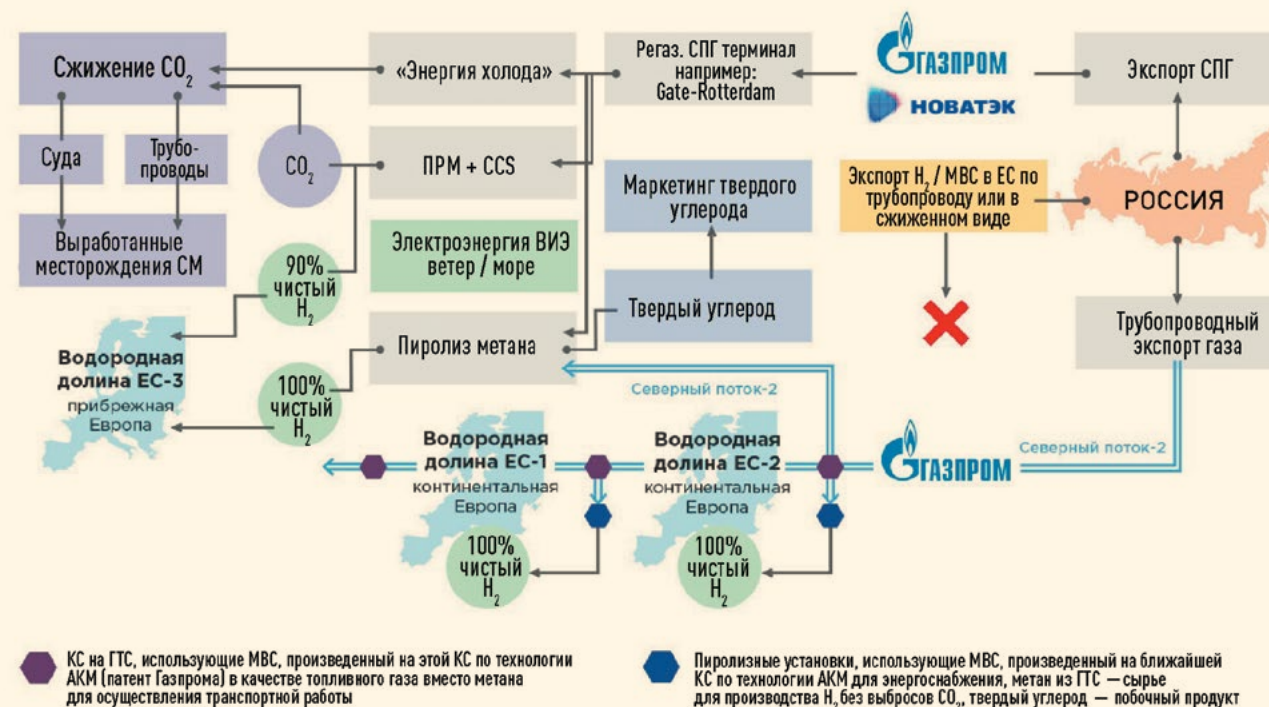 Сжижение CO₂
«Энергия холода»
Регаз. СПГ терминал
например:
Gate-Rotterdam
ГАЗПРОМ
НОВАТЭК
Экспорт СПГ
Суда
Трубо-
проводы
CO₂
ПРМ + CCS
Маркетинг твердого
углерода
Экспорт H₂ / МВС в ЕС по
трубопроводу или в
сжиженном виде
РОССИЯ
Выработанные
месторождения СМ
90%
чистый
H₂
Электроэнергия ВИЭ
ветер / море
Твердый углерод
Трубопроводный
экспорт газа
Водородная
долина ЕС-3
прибрежная
Европа
100%
чистый
H₂
Пиролиз метана
Северный поток-2
Водородная
долина ЕС-1
континентальная
Европа
Водородная
долина ЕС-2
континентальная
Европа
ГАЗПРОМ
Северный поток-2
100%
чистый
H₂
100%
чистый
H₂
КС на ГТС, использующие МВС, произведенный на этой КС по технологии
АКМ (патент Газпрома) в качестве топливного газа вместо метана
для осуществления транспортной работы
Пиролизные установки, использующие МВС, произведенный на ближайшей
КС по технологии АКМ для энергоснабжения, метан из ГТС — сырье
для производства H₂ без выбросов CO₂, твердый углерод — побочный продукт